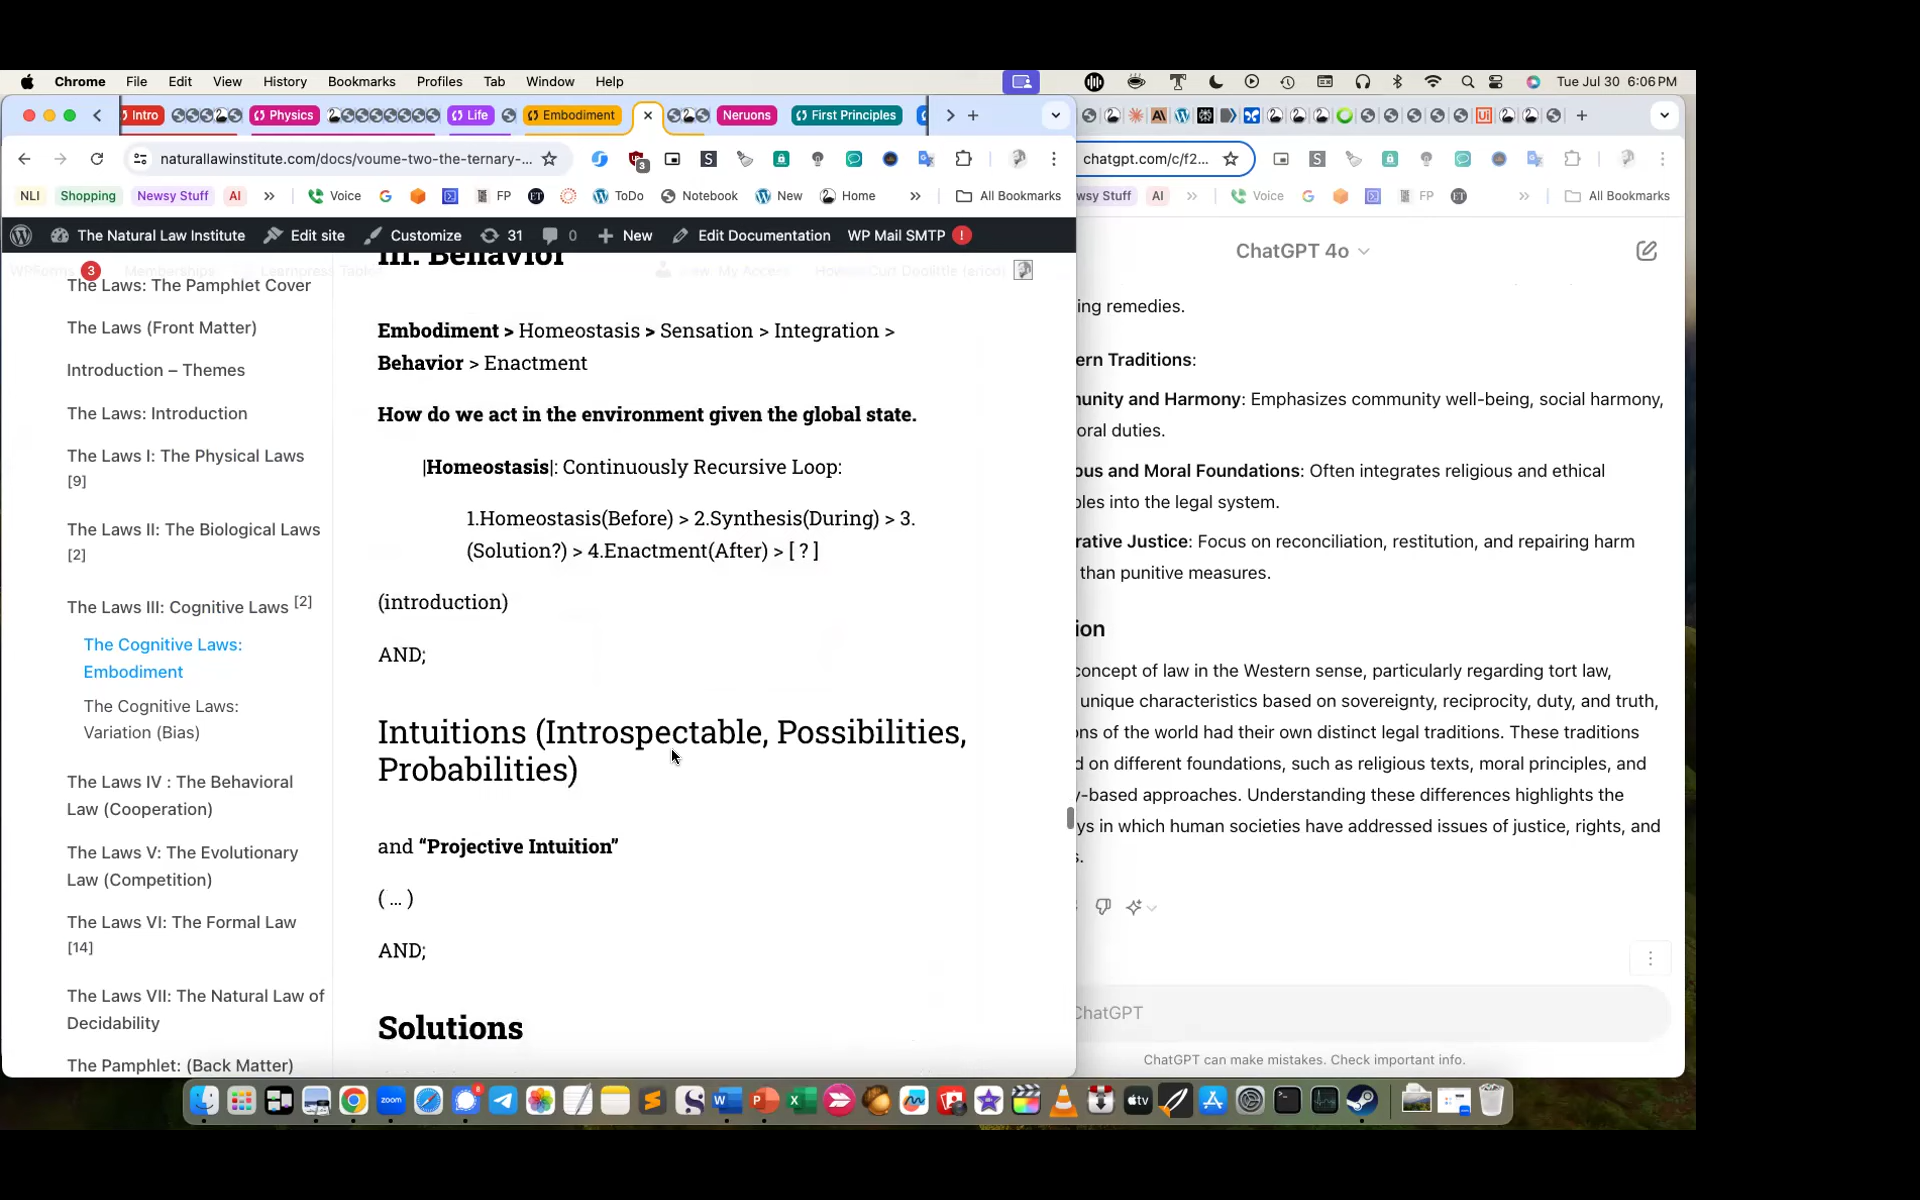 Chrome File Edit View History Bookmarks Profiles Tab Window Help Tue Jul 30 6:06 PM
Intro Physics Life Embodiment Neruons First Principles
naturallawinstitute.com/docs/voume-two-the-ternary-...
chatgpt.com/c/f2...
NLI Shopping Newsy Stuff AI » Voice FP ToDo Notebook New Home » All Bookmarks
wsy Stuff AI » Voice FP » All Bookmarks
The Natural Law Institute Edit site Customize 31 0 New Edit Documentation WP Mail SMTP !
WPForms 3 Memberships
The Laws: The Pamphlet Cover
The Laws (Front Matter)
Introduction – Themes
The Laws: Introduction
The Laws I: The Physical Laws
[9]
The Laws II: The Biological Laws
[2]
The Laws III: Cognitive Laws [2]
The Cognitive Laws:
Embodiment
The Cognitive Laws:
Variation (Bias)
The Laws IV : The Behavioral
Law (Cooperation)
The Laws V: The Evolutionary
Law (Competition)
The Laws VI: The Formal Law
[14]
The Laws VII: The Natural Law of
Decidability
The Pamphlet: (Back Matter)
III. Behavior
Embodiment > Homeostasis > Sensation > Integration >
Behavior > Enactment
How do we act in the environment given the global state.
|Homeostasis|: Continuously Recursive Loop:
1.Homeostasis(Before) > 2.Synthesis(During) > 3.
(Solution?) > 4.Enactment(After) > [ ? ]
(introduction)
AND;
Intuitions (Introspectable, Possibilities,
Probabilities)
and “Projective Intuition”
( … )
AND;
Solutions
ChatGPT 4o
ing remedies.
ern Traditions:
unity and Harmony: Emphasizes community well-being, social harmony,
oral duties.
ous and Moral Foundations: Often integrates religious and ethical
ples into the legal system.
rative Justice: Focus on reconciliation, restitution, and repairing harm
than punitive measures.
ion
concept of law in the Western sense, particularly regarding tort law,
unique characteristics based on sovereignty, reciprocity, duty, and truth,
ons of the world had their own distinct legal traditions. These traditions
d on different foundations, such as religious texts, moral principles, and
y-based approaches. Understanding these differences highlights the
ys in which human societies have addressed issues of justice, rights, and
s.
ChatGPT
ChatGPT can make mistakes. Check important info.